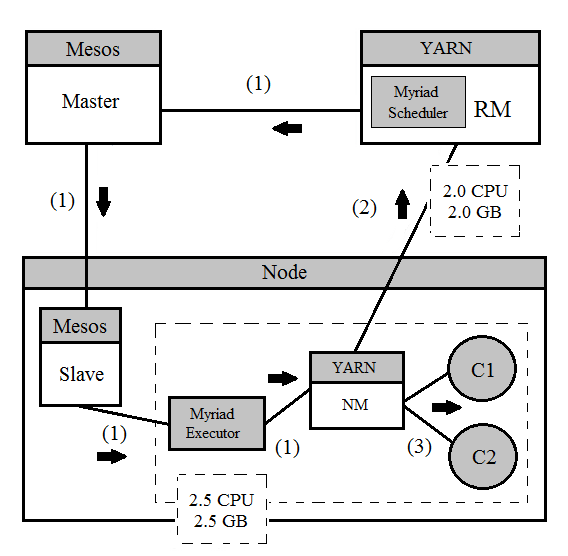 Mesos
Master
(1)
YARN
Myriad
Scheduler
RM
(1)
(2)
2.0 CPU
2.0 GB
Node
Mesos
Slave
(1)
Myriad
Executor
(1)
YARN
NM
(3)
C1
C2
2.5 CPU
2.5 GB